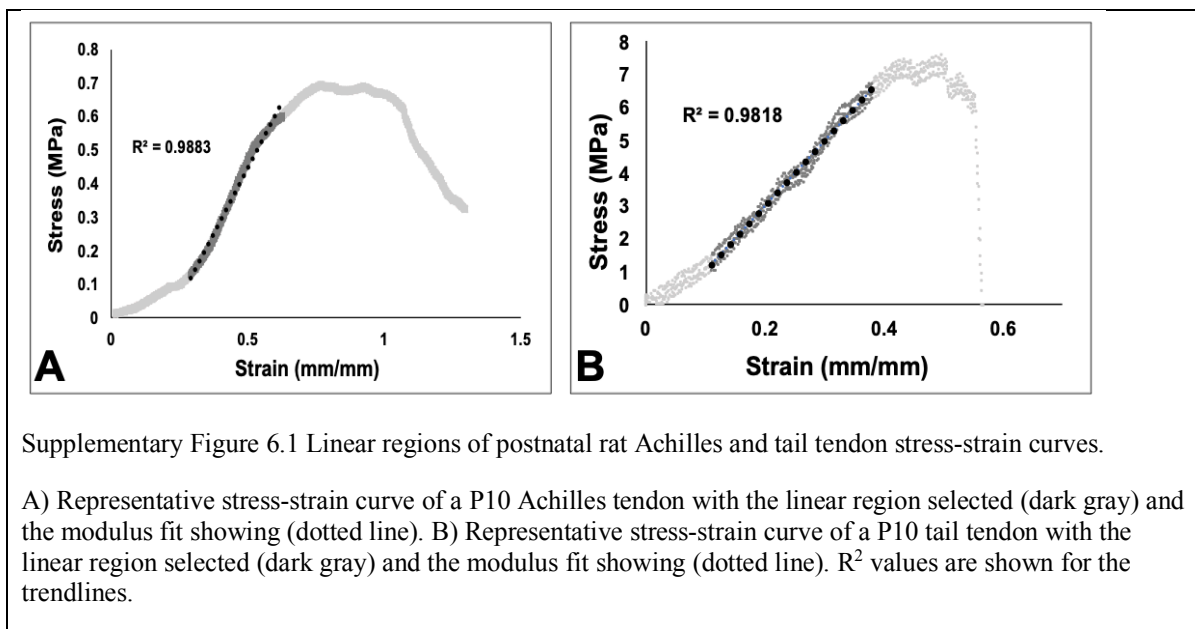 0.8
0.7
0.6
0.5
0.4
0.3
0.2
0.1
0
Stress (MPa)
R² = 0.9883
0
0.5
1
1.5
Strain (mm/mm)
A
8
7
6
5
4
3
2
1
0
Stress (MPa)
R² = 0.9818
0
0.2
0.4
0.6
Strain (mm/mm)
B
Supplementary Figure 6.1 Linear regions of postnatal rat Achilles and tail tendon stress-strain curves.
A) Representative stress-strain curve of a P10 Achilles tendon with the linear region selected (dark gray) and
the modulus fit showing (dotted line). B) Representative stress-strain curve of a P10 tail tendon with the
linear region selected (dark gray) and the modulus fit showing (dotted line). R² values are shown for the
trendlines.